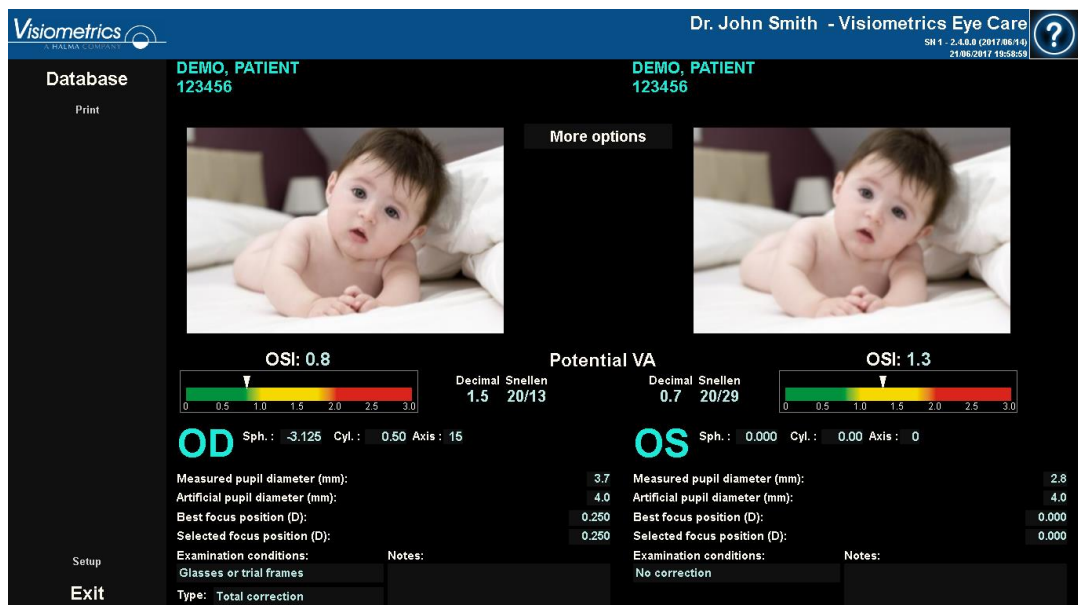 Visiometrics
A HALMA COMPANY
Dr. John Smith - Visiometrics Eye Care
SN 1 - 2.4.0.0 (2017/06/14)
21/06/2017 19:58:59
?
Database
Print
Setup
Exit
DEMO, PATIENT
123456
DEMO, PATIENT
123456
More options
OSI: 0.8
Potential VA
OSI: 1.3
Decimal Snellen
1.5 20/13
Decimal Snellen
0.7 20/29
0 0.5 1.0 1.5 2.0 2.5 3.0
0 0.5 1.0 1.5 2.0 2.5 3.0
OD Sph. : -3.125 Cyl. : 0.50 Axis : 15
Measured pupil diameter (mm): 3.7
Artificial pupil diameter (mm): 4.0
Best focus position (D): 0.250
Selected focus position (D): 0.250
Examination conditions: Notes:
Glasses or trial frames
Type: Total correction
OS Sph. : 0.000 Cyl. : 0.00 Axis : 0
Measured pupil diameter (mm): 2.8
Artificial pupil diameter (mm): 4.0
Best focus position (D): 0.000
Selected focus position (D): 0.000
Examination conditions: Notes:
No correction